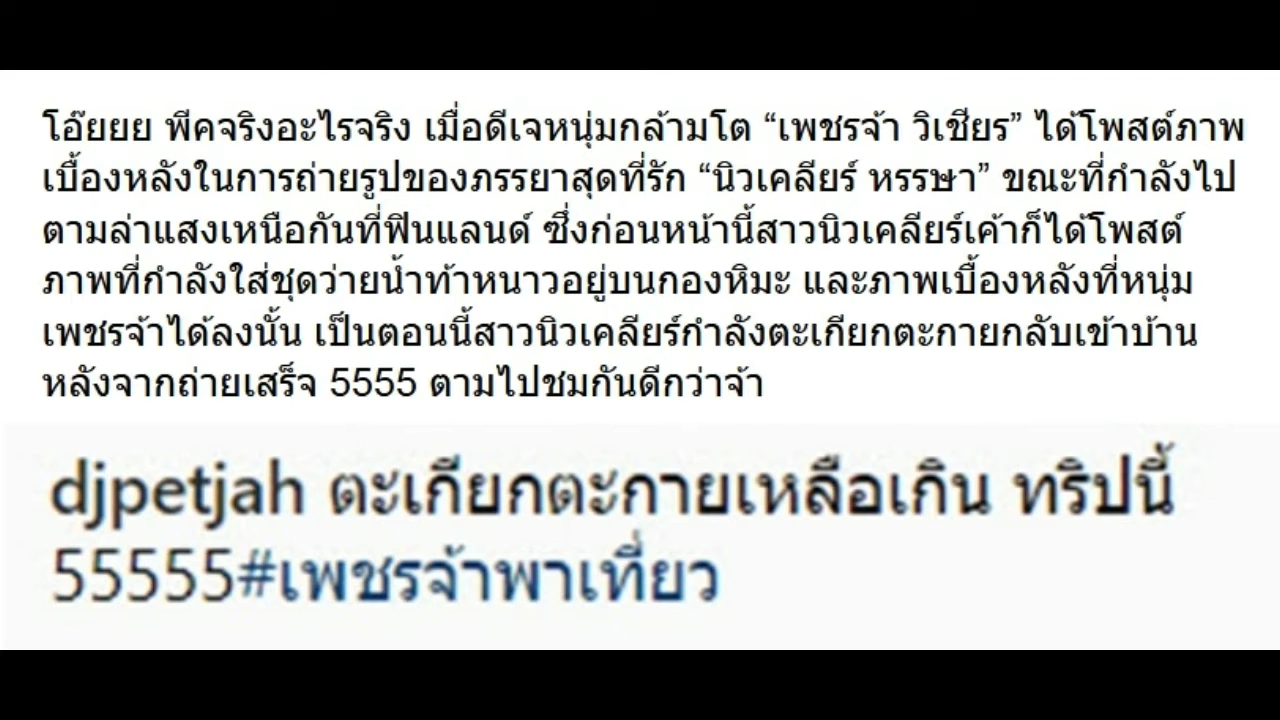 โอ๊ยยย พีคจริงอะไรจริง เมื่อดีเจหนุ่มกล้ามโต “เพชรจ้า วิเชียร” ได้โพสต์ภาพ
เบื้องหลังในการถ่ายรูปของภรรยาสุดที่รัก “นิวเคลียร์ หรรษา” ขณะที่กำลังไป
ตามล่าแสงเหนือกันที่ฟินแลนด์ ซึ่งก่อนหน้านี้สาวนิวเคลียร์เค้าก็ได้โพสต์
ภาพที่กำลังใส่ชุดว่ายน้ำท้าหนาวอยู่บนกองหิมะ และภาพเบื้องหลังที่หนุ่ม
เพชรจ้าได้ลงนั้น เป็นตอนนี้สาวนิวเคลียร์กำลังตะเกียกตะกายกลับเข้าบ้าน
หลังจากถ่ายเสร็จ 5555 ตามไปชมกันดีกว่าจ้า
djpetjah ตะเกียกตะกายเหลือเกิน ทริปนี้
55555#เพชรจ้าพาเที่ยว